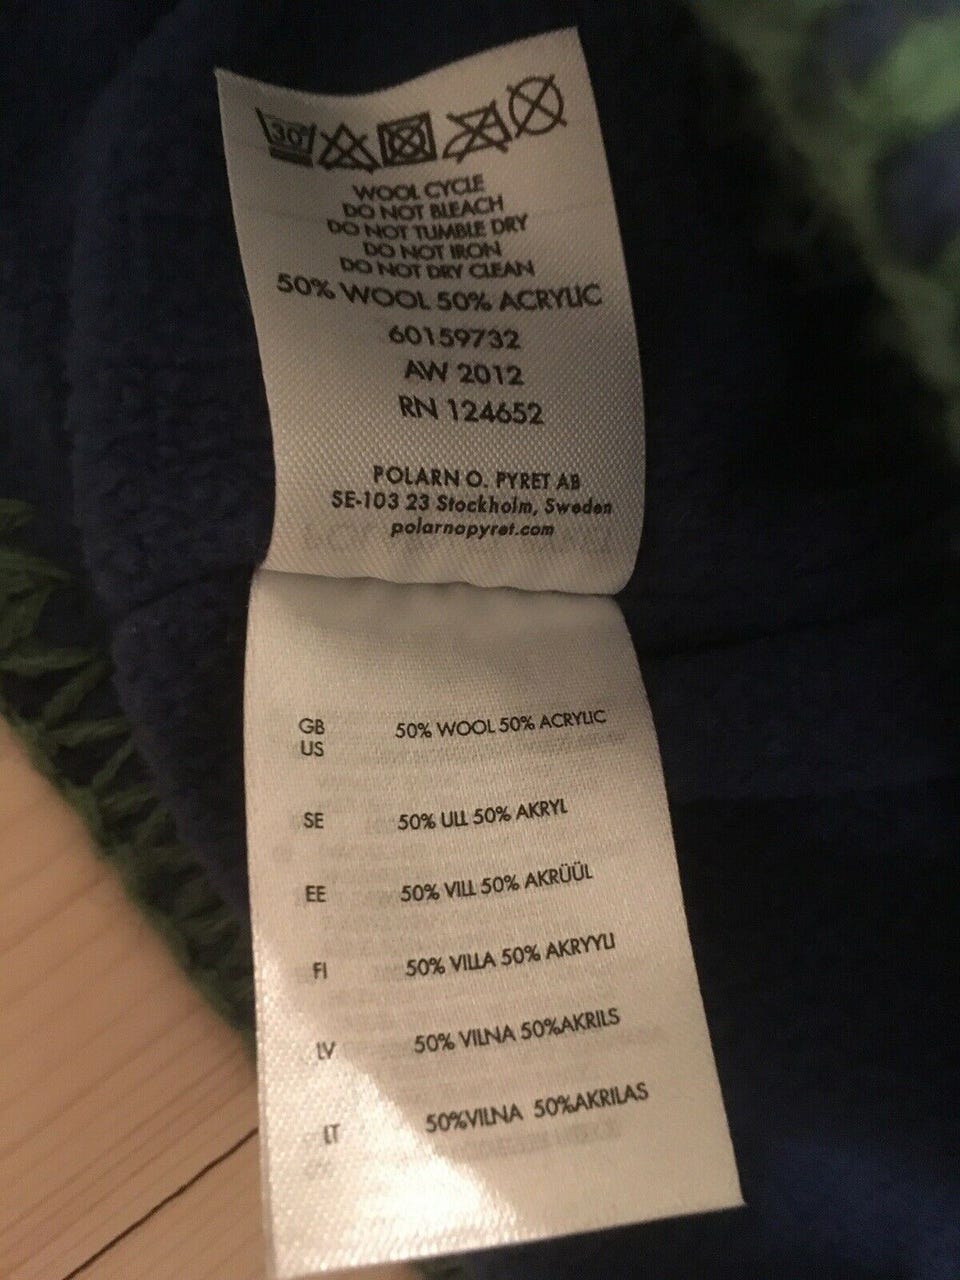 30°
WOOL CYCLE
DO NOT BLEACH
DO NOT TUMBLE DRY
DO NOT IRON
DO NOT DRY CLEAN
50% WOOL 50% ACRYLIC
60159732
AW 2012
RN 124652
POLARN O. PYRET AB
SE-103 23 Stockholm, Sweden
polarnopyret.com
GB 50% WOOL 50% ACRYLIC
US
SE 50% ULL 50% AKRYL
EE 50% VILL 50% AKRÜÜL
FI 50% VILLA 50% AKRYYLI
LV 50% VILNA 50%AKRILS
LT 50%VILNA 50%AKRILAS